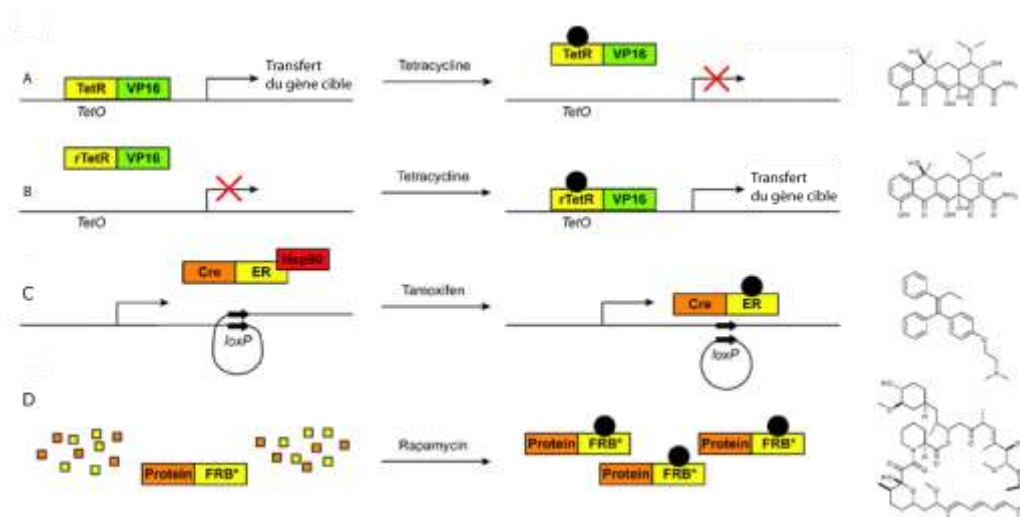 A
TetR VP16
TetO
Transfert
du gène cible
Tetracycline
TetR VP16
TetO
B
rTetR VP16
TetO
Tetracycline
rTetR VP16
TetO
Transfert
du gène cible
C
Cre ER Hsp90
loxP
Tamoxifen
Cre ER
loxP
D
Protein FRB*
Rapamycin
Protein FRB*
Protein FRB*
Protein FRB*